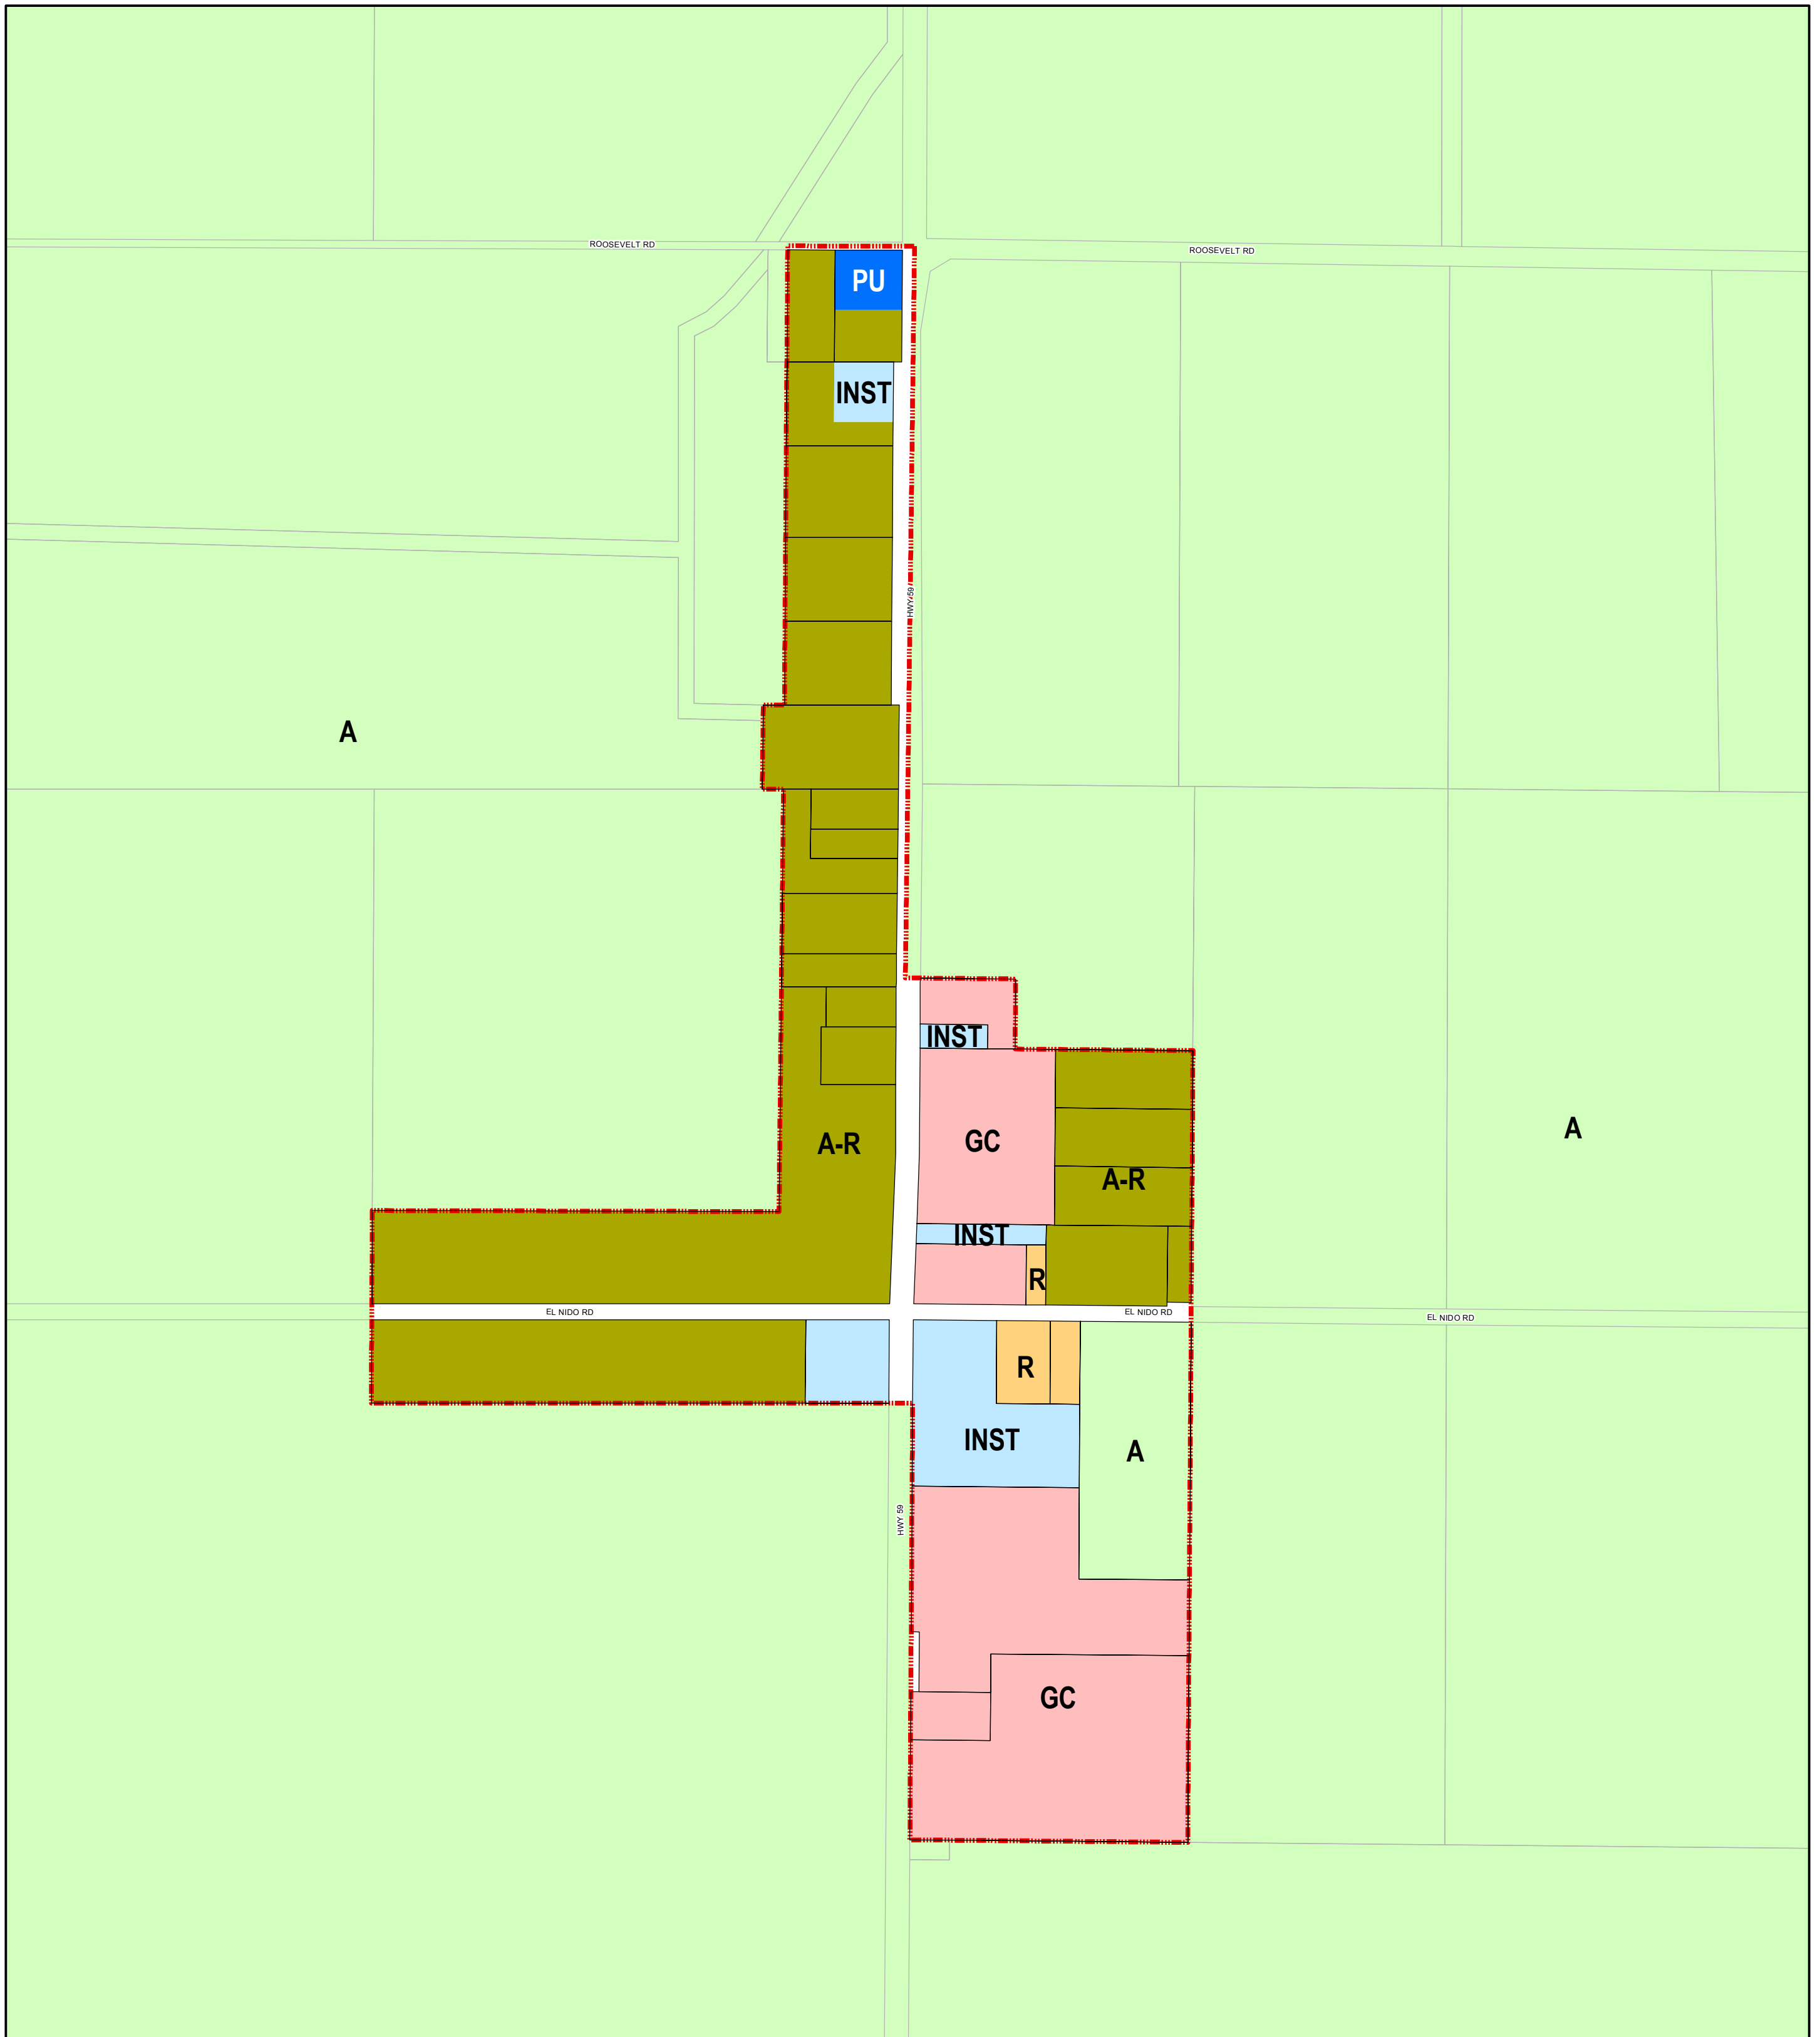 ROOSEVELT RD
ROOSEVELT RD
PU
INST
HWY 59
A
INST
A
GC
A-R
A-R
INST
R
EL NIDO RD
EL NIDO RD
EL NIDO RD
R
INST
A
HWY 59
GC